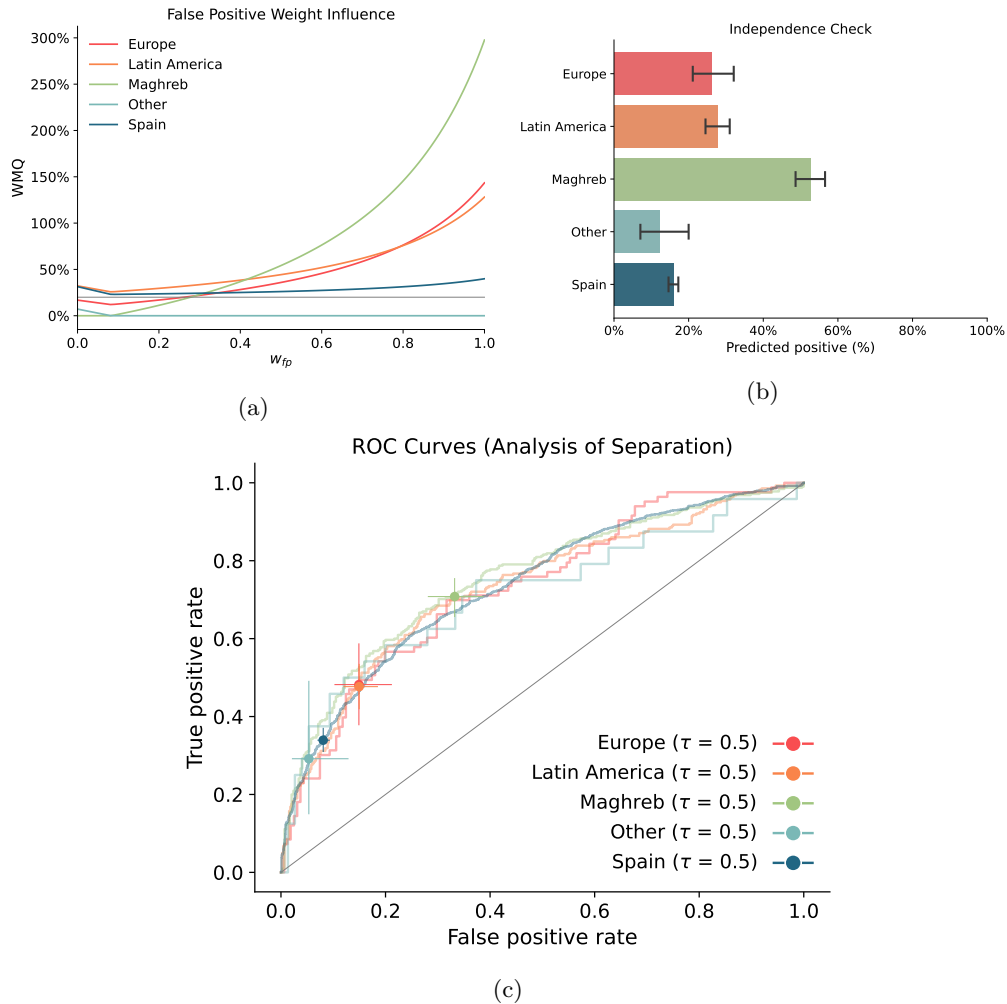 False Positive Weight Influence
300%
250%
200%
150%
100%
50%
0%
WMQ
Europe
Latin America
Maghreb
Other
Spain
0.0 0.2 0.4 0.6 0.8 1.0
w_fp
(a)
Independence Check
Europe
Latin America
Maghreb
Other
Spain
0% 20% 40% 60% 80% 100%
Predicted positive (%)
(b)
ROC Curves (Analysis of Separation)
1.0
0.8
0.6
0.4
0.2
0.0
True positive rate
Europe (τ = 0.5)
Latin America (τ = 0.5)
Maghreb (τ = 0.5)
Other (τ = 0.5)
Spain (τ = 0.5)
0.0 0.2 0.4 0.6 0.8 1.0
False positive rate
(c)